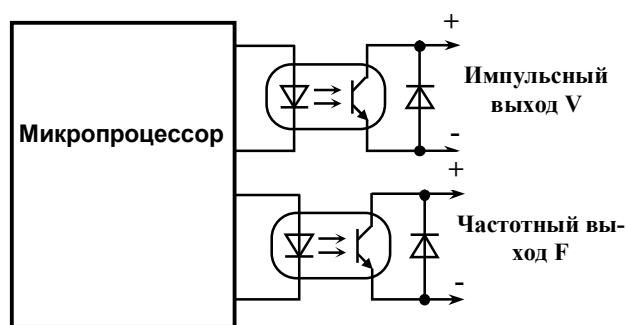 Микропроцессор
+
Импульсный
выход V
-
+
Частотный вы-
ход F
-